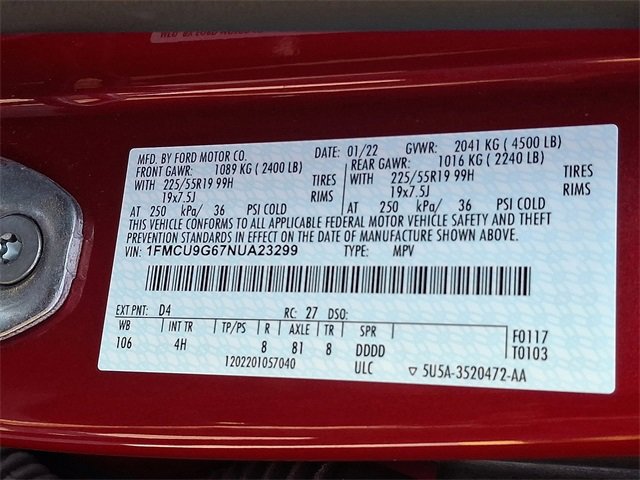 MFD. BY FORD MOTOR CO. DATE: 01/22 GVWR: 2041 KG ( 4500 LB)
FRONT GAWR: 1089 KG ( 2400 LB) REAR GAWR: 1016 KG ( 2240 LB)
WITH 225/55R19 99H TIRES WITH 225/55R19 99H TIRES
19x7.5J RIMS 19x7.5J RIMS
AT 250 kPa/ 36 PSI COLD AT 250 kPa/ 36 PSI COLD
THIS VEHICLE CONFORMS TO ALL APPLICABLE FEDERAL MOTOR VEHICLE SAFETY AND THEFT
PREVENTION STANDARDS IN EFFECT ON THE DATE OF MANUFACTURE SHOWN ABOVE.
VIN: 1FMCU9G67NUA23299 TYPE: MPV
EXT PNT: D4 RC: 27 DSO:
WB INT TR TP/PS R AXLE TR SPR F0117
106 4H 8 81 8 DDDD T0103
1202201057040 ULC ▽ 5U5A-3520472-AA